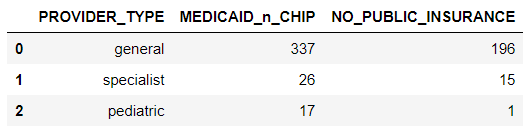 PROVIDER_TYPE MEDICAID_n_CHIP NO_PUBLIC_INSURANCE
0 general 337 196
1 specialist 26 15
2 pediatric 17 1